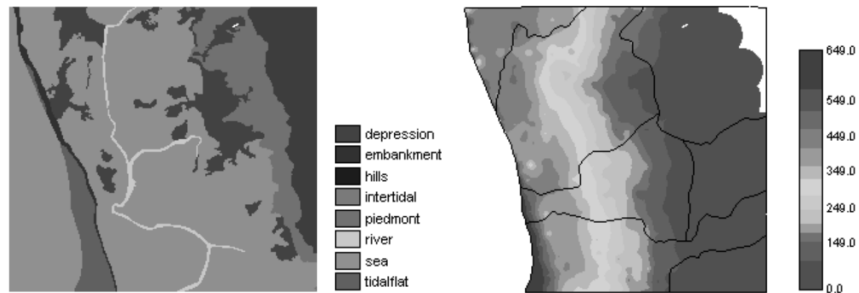 depression
embankment
hills
intertidal
piedmont
river
sea
tidalflat
649.0
549.0
449.0
349.0
249.0
149.0
0.0